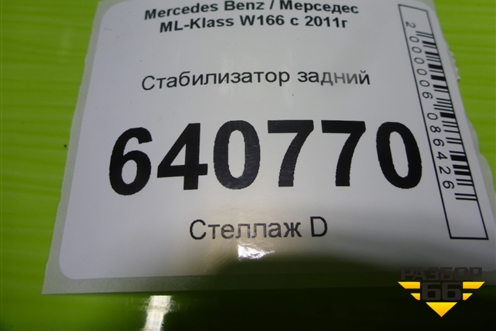 Mercedes Benz / Мерседес
ML-Klass W166 с 2011г
Стабилизатор задний
640770
Стеллаж D
2000006086426
РАЗБОР
66